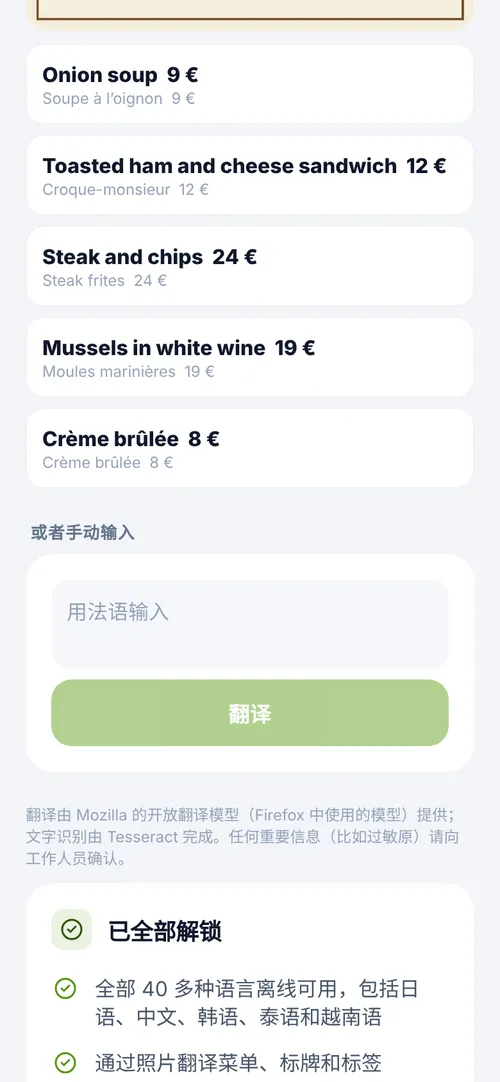 Onion soup 9 €
Soupe à l’oignon 9 €
Toasted ham and cheese sandwich 12 €
Croque-monsieur 12 €
Steak and chips 24 €
Steak frites 24 €
Mussels in white wine 19 €
Moules marinières 19 €
Crème brûlée 8 €
Crème brûlée 8 €
或者手动输入
用法语输入
翻译
翻译由 Mozilla 的开放翻译模型（Firefox 中使用的模型）提供；
文字识别由 Tesseract 完成。任何重要信息（比如过敏原）请向
工作人员确认。
已全部解锁
全部 40 多种语言离线可用，包括日
语、中文、韩语、泰语和越南语
通过照片翻译菜单、标牌和标签